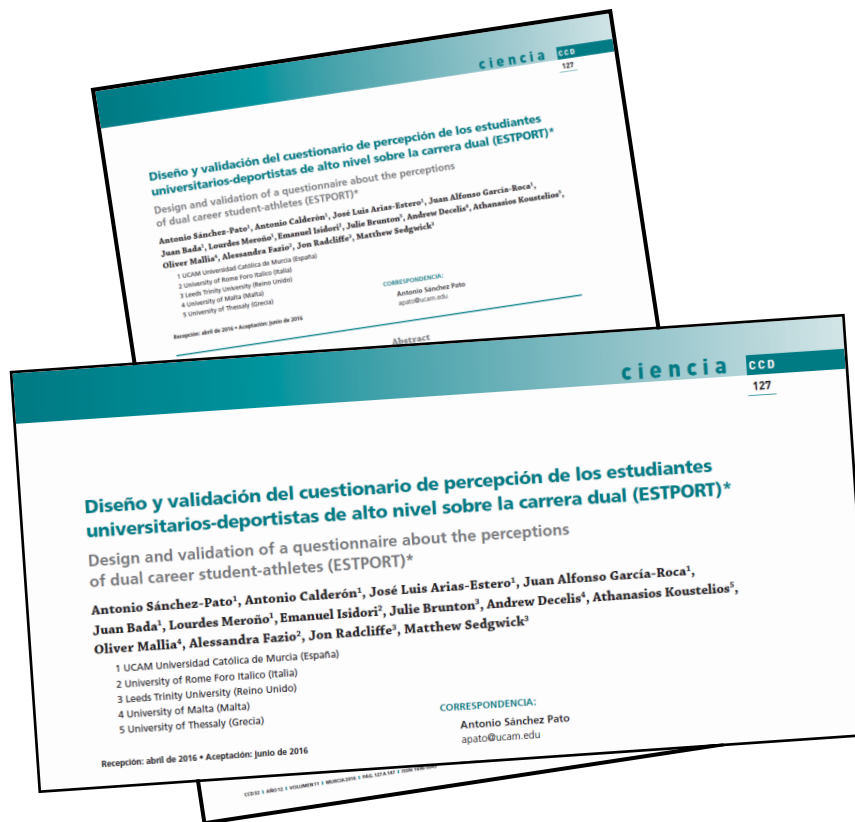 ciencia CCD
127
Diseño y validación del cuestionario de percepción de los estudiantes
universitarios-deportistas de alto nivel sobre la carrera dual (ESTPORT)*
Design and validation of a questionnaire about the perceptions
of dual career student-athletes (ESTPORT)*
Antonio Sánchez-Pato¹, Antonio Calderón¹, José Luis Arias-Estero¹, Juan Alfonso García-Roca¹,
Juan Bada¹, Lourdes Meroño¹, Emanuel Isidori², Julie Brunton³, Andrew Decelis⁴, Athanasios Koustelios⁵,
Oliver Mallia⁴, Alessandra Fazio², Jon Radcliffe³, Matthew Sedgwick³
1 UCAM Universidad Católica de Murcia (España)
2 University of Rome Foro Italico (Italia)
3 Leeds Trinity University (Reino Unido)
4 University of Malta (Malta)
5 University of Thessaly (Grecia)
CORRESPONDENCIA:
Antonio Sánchez Pato
apato@ucam.edu
Recepción: abril de 2016 • Aceptación: junio de 2016
Abstract
ciencia CCD
127
Diseño y validación del cuestionario de percepción de los estudiantes
universitarios-deportistas de alto nivel sobre la carrera dual (ESTPORT)*
Design and validation of a questionnaire about the perceptions
of dual career student-athletes (ESTPORT)*
Antonio Sánchez-Pato¹, Antonio Calderón¹, José Luis Arias-Estero¹, Juan Alfonso García-Roca¹,
Juan Bada¹, Lourdes Meroño¹, Emanuel Isidori², Julie Brunton³, Andrew Decelis⁴, Athanasios Koustelios⁵,
Oliver Mallia⁴, Alessandra Fazio², Jon Radcliffe³, Matthew Sedgwick³
1 UCAM Universidad Católica de Murcia (España)
2 University of Rome Foro Italico (Italia)
3 Leeds Trinity University (Reino Unido)
4 University of Malta (Malta)
5 University of Thessaly (Grecia)
CORRESPONDENCIA:
Antonio Sánchez Pato
apato@ucam.edu
Recepción: abril de 2016 • Aceptación: junio de 2016
CCD 32 I AÑO 12 I VOLUMEN 11 I MURCIA 2016 I PÁG. 127 A 147 I